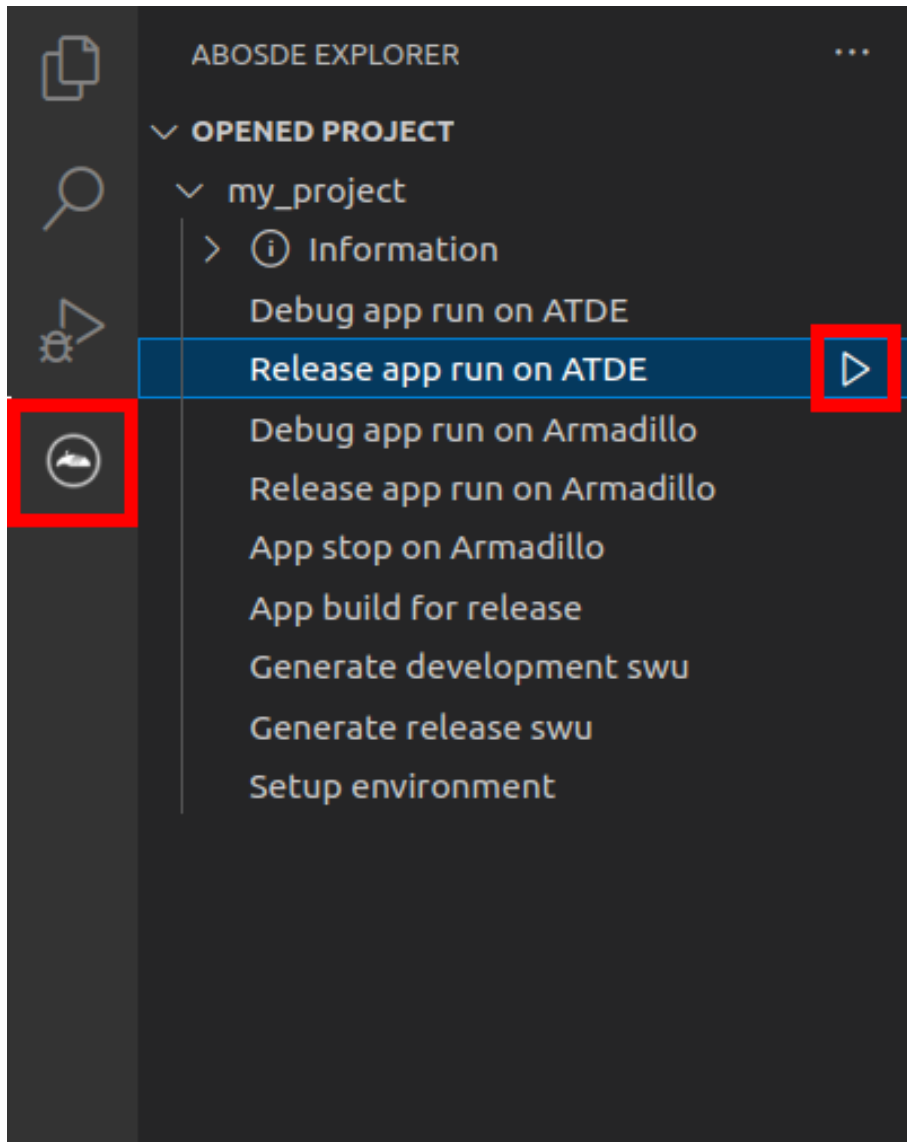 ABOSDE EXPLORER
OPENED PROJECT
my_project
Information
Debug app run on ATDE
Release app run on ATDE
Debug app run on Armadillo
Release app run on Armadillo
App stop on Armadillo
App build for release
Generate development swu
Generate release swu
Setup environment